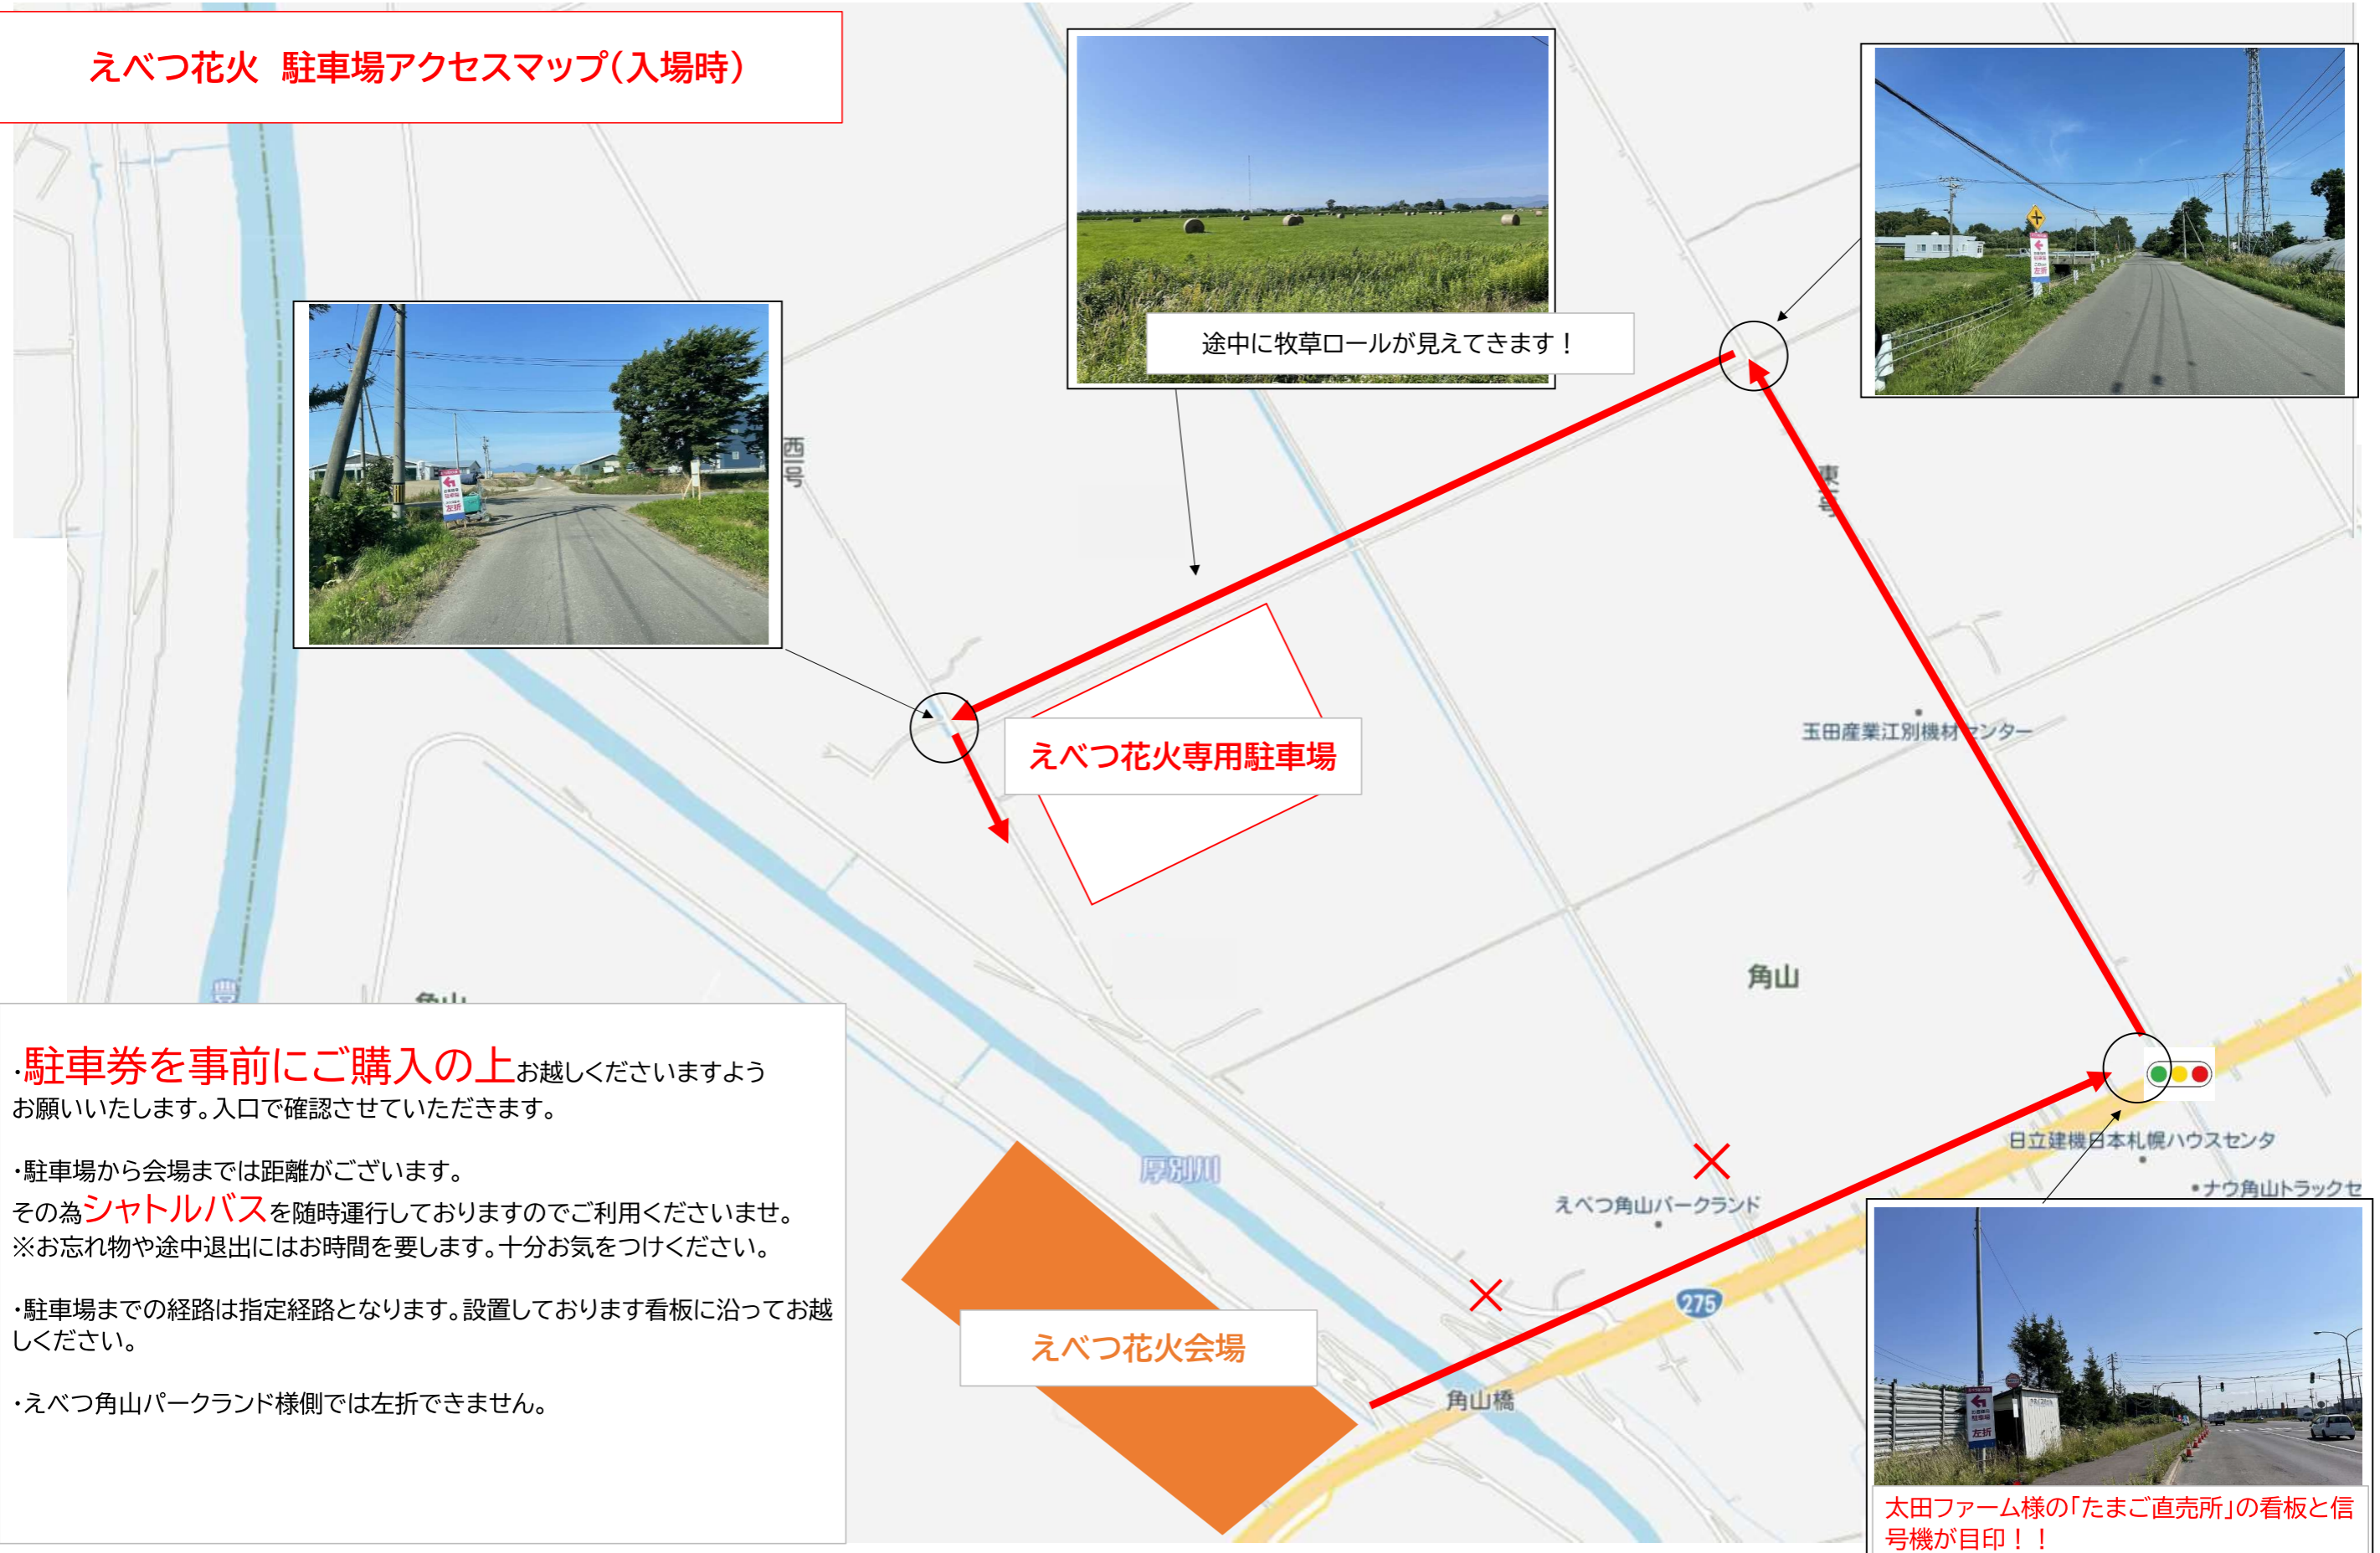 えべつ花火 駐車場アクセスマップ(入場時)
途中に牧草ロールが見えてきます!
左折
左折
西一号
東一号
えべつ花火専用駐車場
玉田産業江別機材センター
角山
豊
角山
・駐車券を事前にご購入の上お越しくださいますよう
お願いいたします。入口で確認させていただきます。
・駐車場から会場までは距離がございます。
その為シャトルバスを随時運行しておりますのでご利用くださいませ。
※お忘れ物や途中退出にはお時間を要します。十分お気をつけください。
・駐車場までの経路は指定経路となります。設置しております看板に沿ってお越
しください。
・えべつ角山パークランド様側では左折できません。
厚別川
日立建機日本札幌ハウスセンタ
ナウ角山トラックセ
えべつ角山パークランド
275
えべつ花火会場
角山橋
駐車場
左折
太田ファーム様の「たまご直売所」の看板と信
号機が目印!!